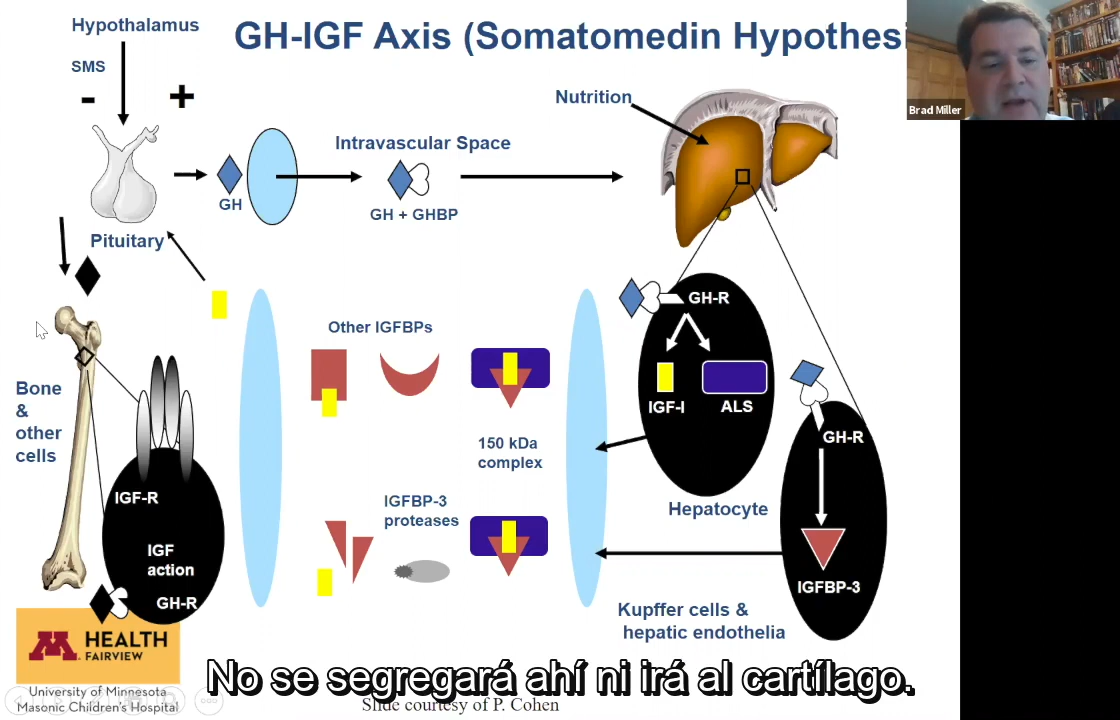 GH-IGF Axis (Somatomedin Hypothesi
Brad Miller
Hypothalamus
SMS
-
+
Nutrition
Intravascular Space
GH
GH + GHBP
Pituitary
GH-R
Other IGFBPs
IGF-I
ALS
Bone
&
other
cells
150 kDa
complex
GH-R
IGF-R
IGFBP-3
proteases
Hepatocyte
IGF
action
IGFBP-3
GH-R
Kupffer cells &
hepatic endothelia
M
HEALTH
FAIRVIEW
University of Minnesota
Masonic Children's Hospital
No se segregará ahí ni irá al cartílago.
Slide courtesy of P. Cohen